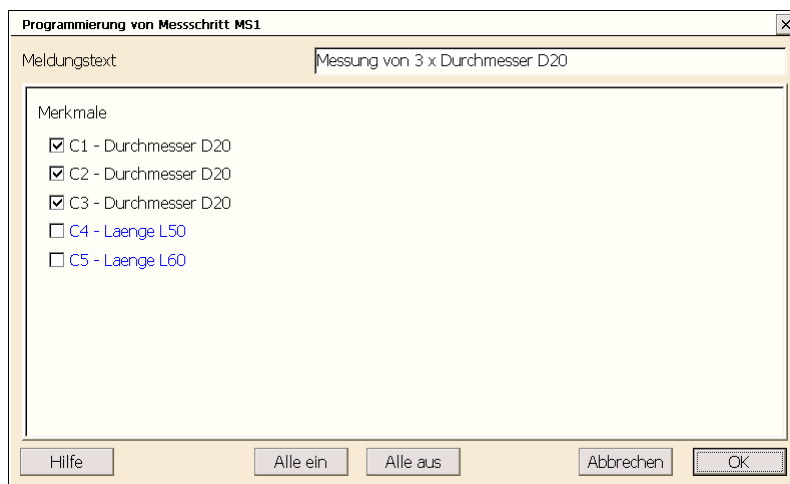 Programmierung von Messschritt MS1
Meldungstext Messung von 3 x Durchmesser D20
Merkmale
C1 - Durchmesser D20
C2 - Durchmesser D20
C3 - Durchmesser D20
C4 - Laenge L50
C5 - Laenge L60
Hilfe Alle ein Alle aus Abbrechen OK